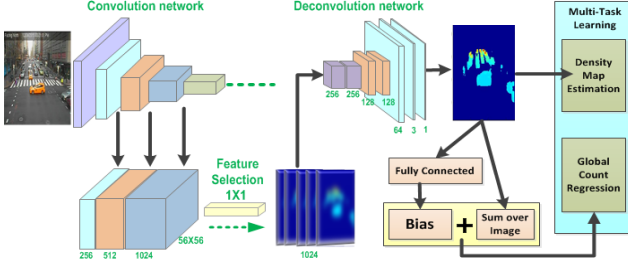 Convolution network
Deconvolution network
Multi-Task
Learning
256
256
128
128
64
3
1
Density
Map
Estimation
Feature
Selection
1X1
256
512
1024
56X56
1024
Fully Connected
Bias
+
Sum over
Image
Global
Count
Regression